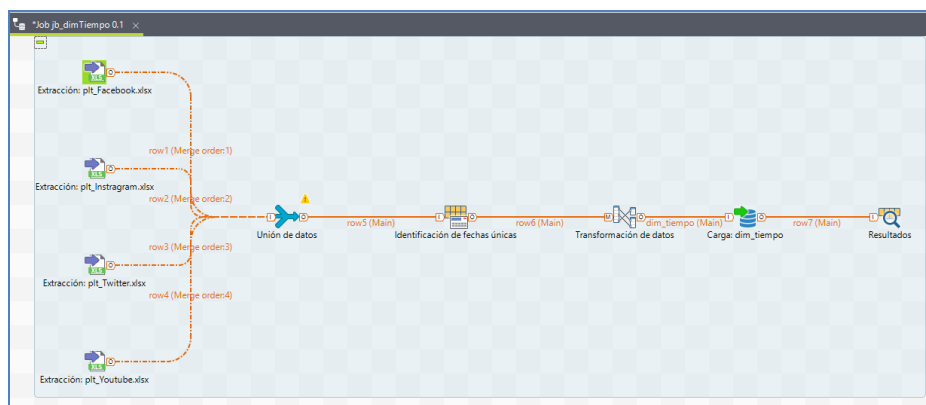 *Job jb_dimTiempo 0.1
Extracción: plt_Facebook.xlsx
row1 (Merge order:1)
Extracción: plt_Instragram.xlsx
row2 (Merge order:2)
Unión de datos
row5 (Main)
Identificación de fechas únicas
row6 (Main)
Transformación de datos
dim_tiempo (Main)
Carga: dim_tiempo
row7 (Main)
Resultados
row3 (Merge order:3)
Extracción: plt_Twitter.xlsx
row4 (Merge order:4)
Extracción: plt_Youtube.xlsx